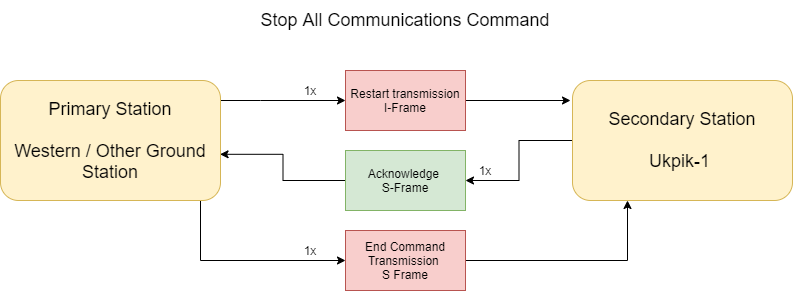 Stop All Communications Command
Primary Station
Western / Other Ground
Station
1x
Restart transmission
I-Frame
Secondary Station
Ukpik-1
Acknowledge
S-Frame
1x
1x
End Command
Transmission
S Frame